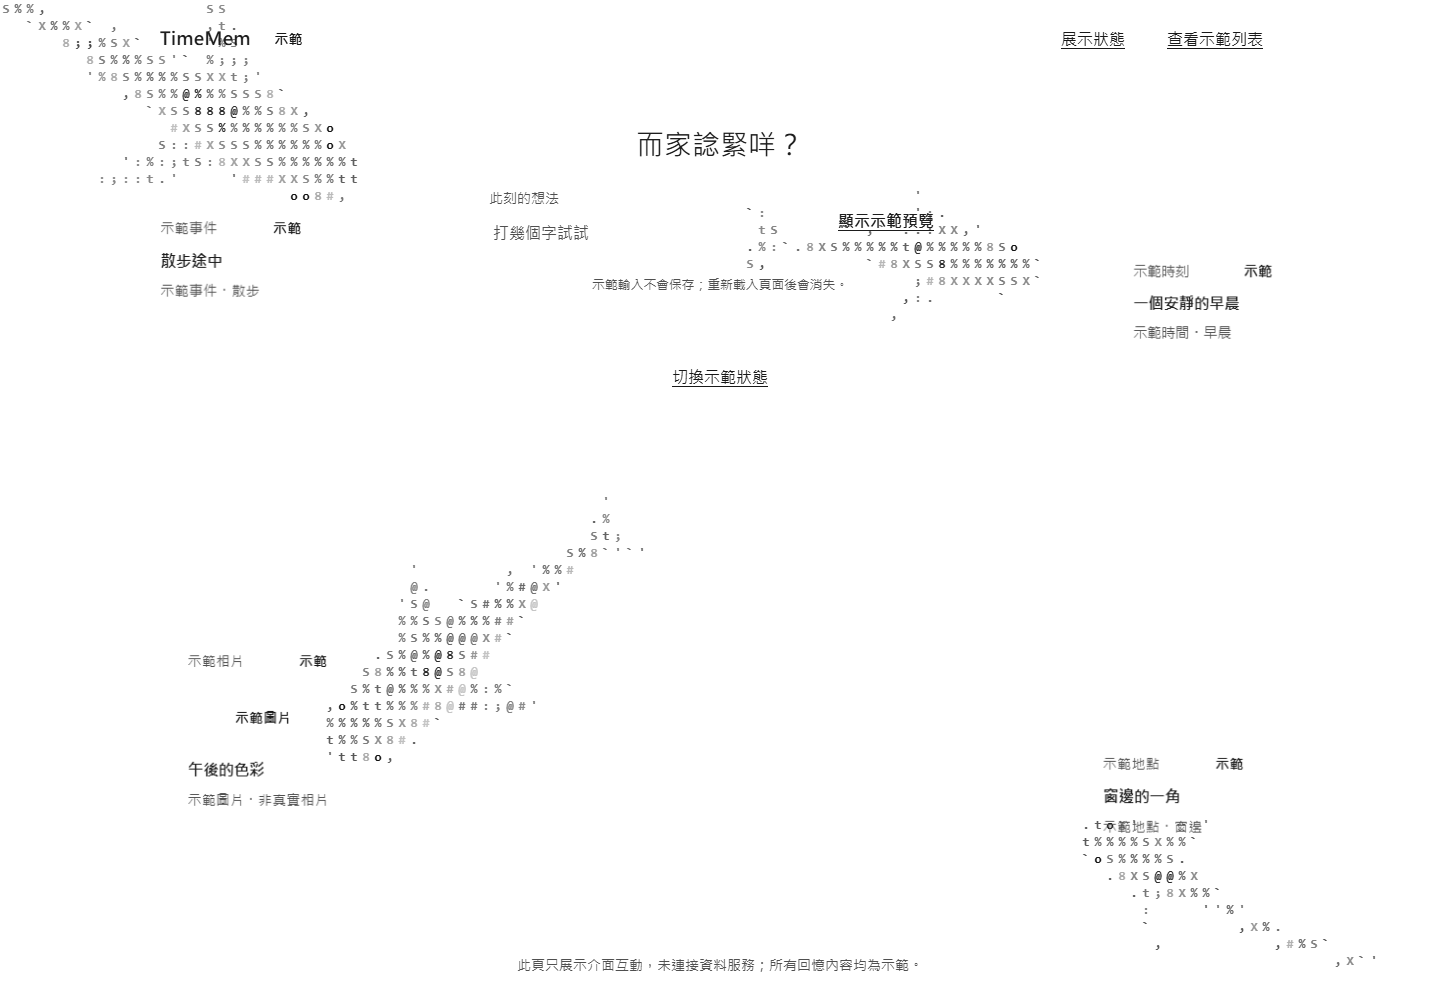 TimeMem 示範
展示狀態 查看示範列表
而家諗緊咩？
此刻的想法
打幾個字試試
顯示示範預覽
示範輸入不會保存；重新載入頁面後會消失。
切換示範狀態
示範事件 示範
散步途中
示範事件・散步
示範時刻 示範
一個安靜的早晨
示範時間・早晨
示範相片 示範
示範圖片
午後的色彩
示範圖片・非真實相片
示範地點 示範
窗邊的一角
示範地點・窗邊
此頁只展示介面互動，未連接資料服務；所有回憶內容均為示範。